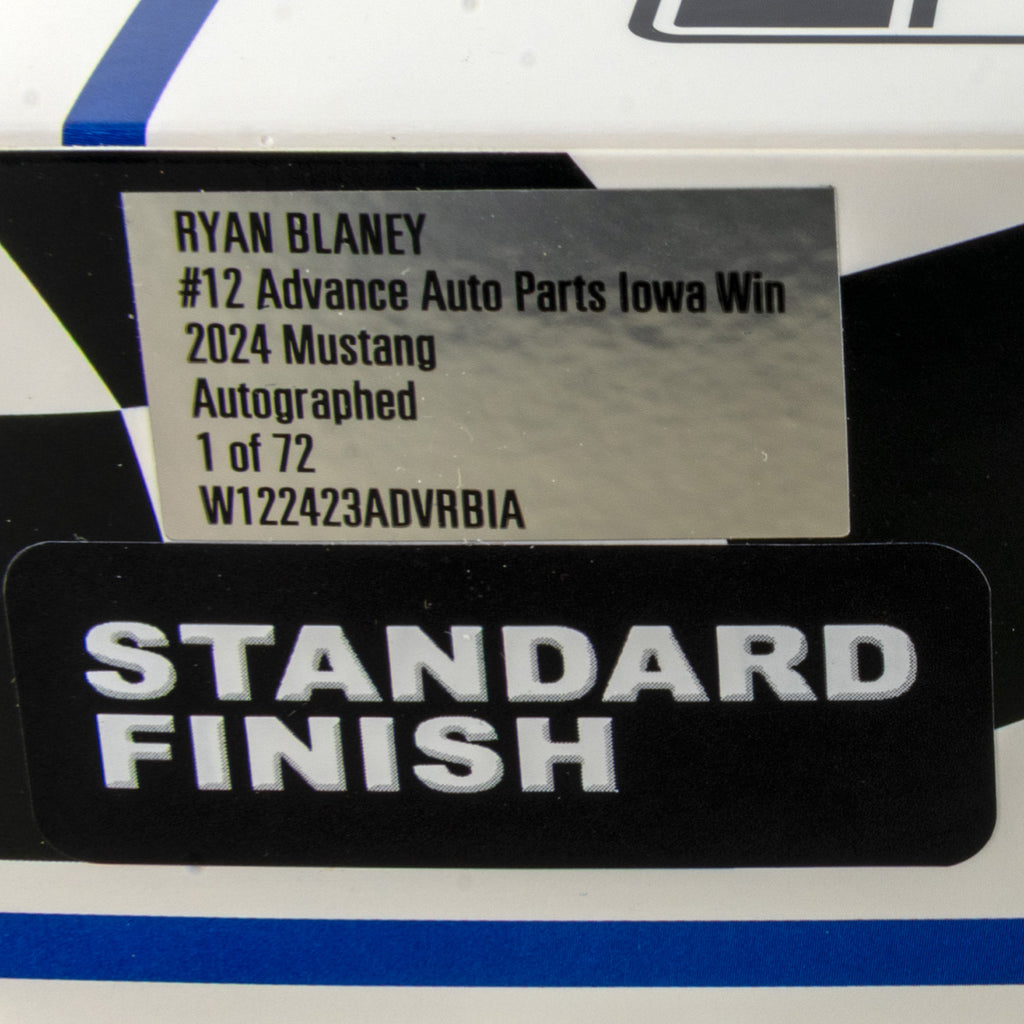 RYAN BLANEY
#12 Advance Auto Parts Iowa Win
2024 Mustang
Autographed
1 of 72
W122423ADVRBIA
STANDARD
FINISH